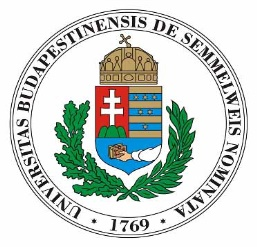 UNIVERSITAS BUDAPESTINENSIS DE SEMMELWEIS NOMINATA
· 1769 ·